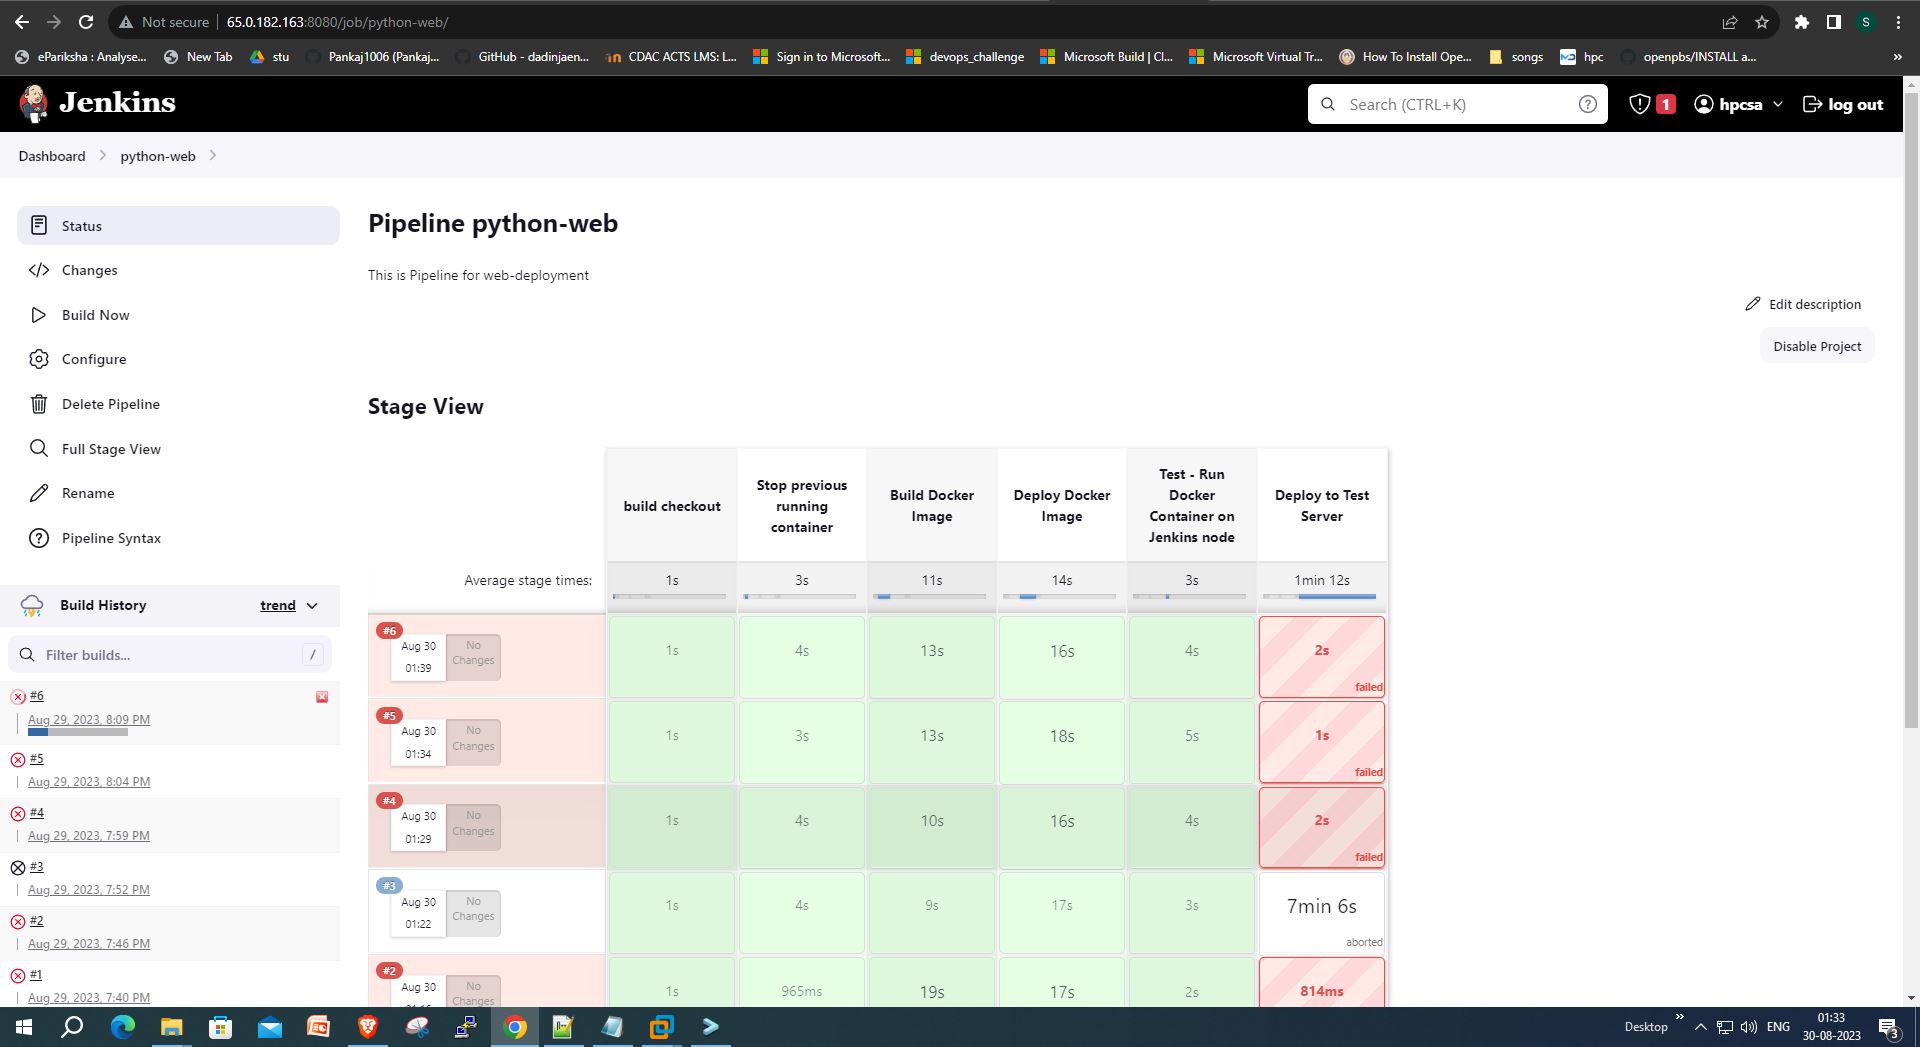 Not secure
65.0.182.163:8080/job/python-web/
S
ePariksha : Analyse...
New Tab
stu
Pankaj1006 (Pankaj...
GitHub - dadinjaen...
CDAC ACTS LMS: L...
Sign in to Microsoft...
devops_challenge
Microsoft Build | Cl...
Microsoft Virtual Tr...
How To Install Ope...
songs
hpc
openpbs/INSTALL a...
»
Jenkins
Search (CTRL+K)
1
hpcsa
log out
Dashboard
python-web
Status
Changes
Build Now
Configure
Delete Pipeline
Full Stage View
Rename
Pipeline Syntax
Build History
trend
Filter builds...
/
#6
Aug 29, 2023, 8:09 PM
#5
Aug 29, 2023, 8:04 PM
#4
Aug 29, 2023, 7:59 PM
#3
Aug 29, 2023, 7:52 PM
#2
Aug 29, 2023, 7:46 PM
#1
Aug 29, 2023, 7:40 PM
Pipeline python-web
This is Pipeline for web-deployment
Edit description
Disable Project
Stage View
build checkout
Stop previous
running
container
Build Docker
Image
Deploy Docker
Image
Test - Run
Docker
Container on
Jenkins node
Deploy to Test
Server
Average stage times:
1s
3s
11s
14s
3s
1min 12s
#6
Aug 30
01:39
No
Changes
1s
4s
13s
16s
4s
2s
failed
#5
Aug 30
01:34
No
Changes
1s
3s
13s
18s
5s
1s
failed
#4
Aug 30
01:29
No
Changes
1s
4s
10s
16s
4s
2s
failed
#3
Aug 30
01:22
No
Changes
1s
4s
9s
17s
3s
7min 6s
aborted
#2
Aug 30
No
Changes
1s
965ms
19s
17s
2s
814ms
Desktop
»
ENG
01:33
30-08-2023
3